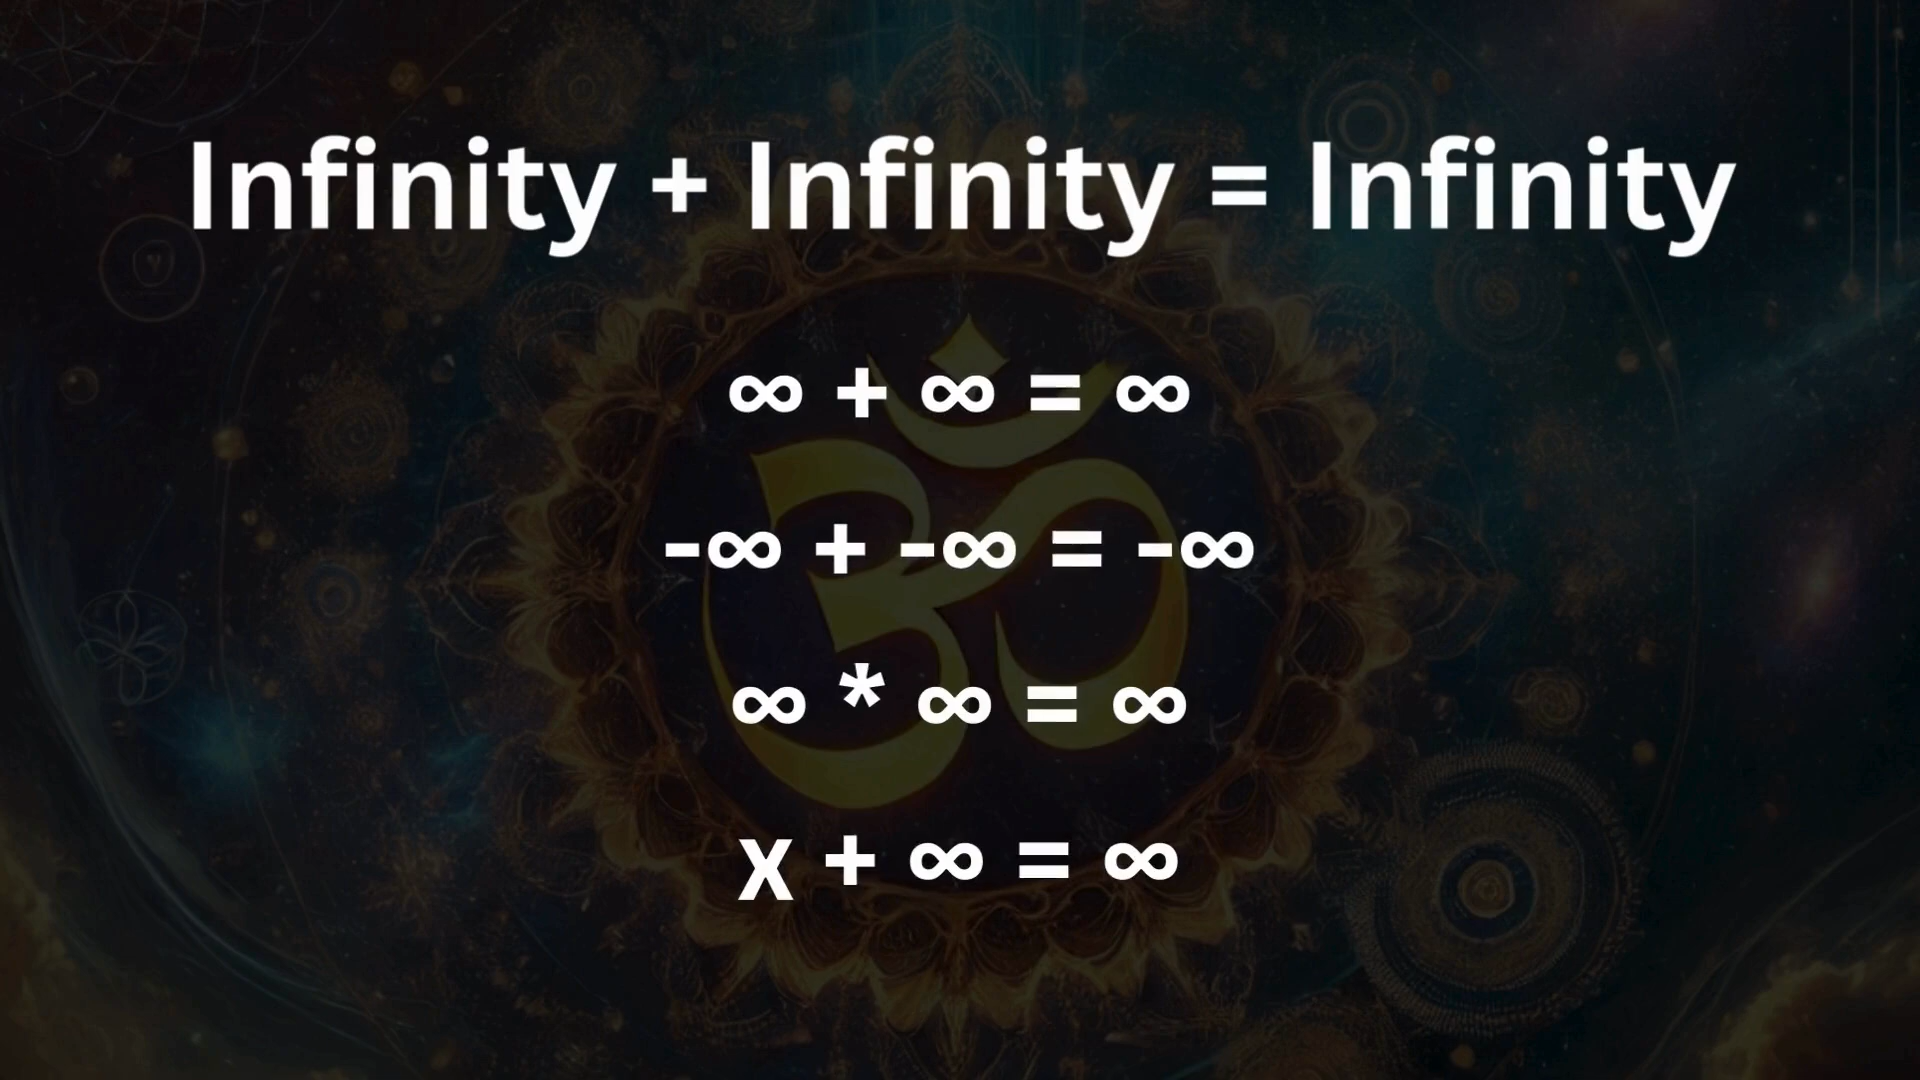 Infinity + Infinity = Infinity
∞ + ∞ = ∞
-∞ + -∞ = -∞
∞ * ∞ = ∞
x + ∞ = ∞
ॐ